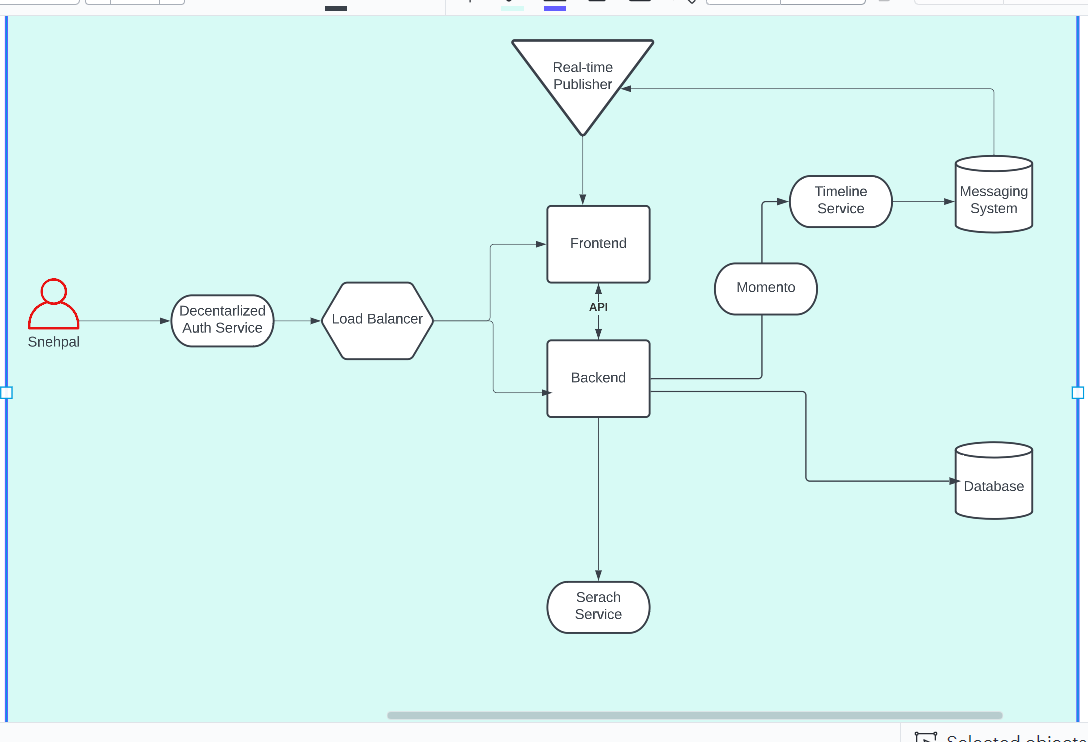 Real-time
Publisher
Timeline
Service
Messaging
System
Frontend
Momento
API
Decentarlized
Auth Service
Load Balancer
Snehpal
Backend
Database
Serach
Service
Selected objects